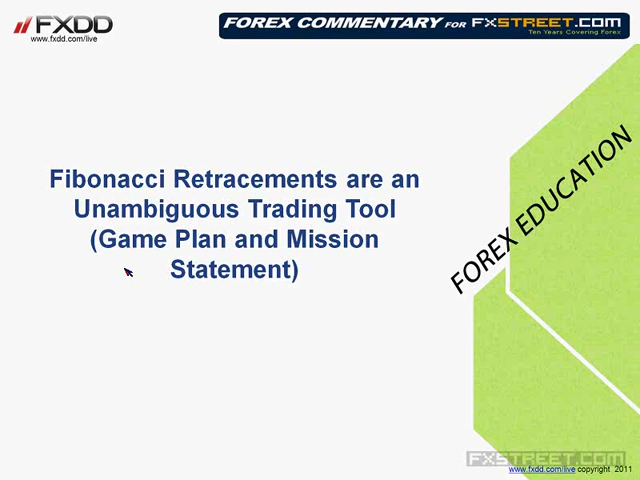 FXDD
www.fxdd.com/live
FOREX COMMENTARY FOR FXSTREET.COM
Ten Years Covering Forex
Fibonacci Retracements are an
Unambiguous Trading Tool
(Game Plan and Mission
Statement)
FOREX EDUCATION
FXSTREET.COM
www.fxdd.com/live copyright 2011